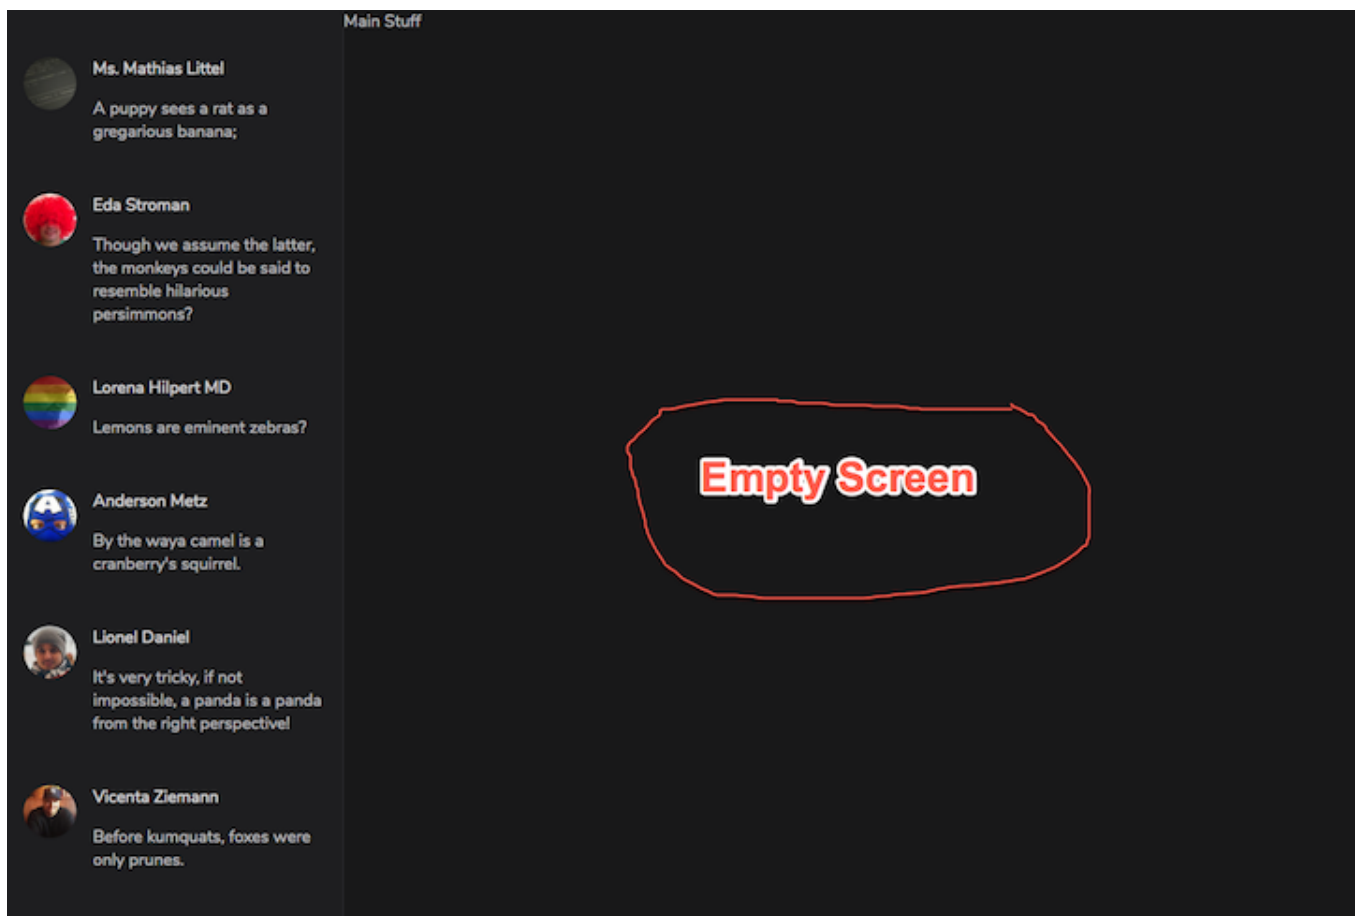 Main Stuff
Ms. Mathias Littel
A puppy sees a rat as a
gregarious banana;
Eda Stroman
Though we assume the latter,
the monkeys could be said to
resemble hilarious
persimmons?
Lorena Hilpert MD
Lemons are eminent zebras?
A
Anderson Metz
By the waya camel is a
cranberry's squirrel.
Lionel Daniel
It's very tricky, if not
impossible, a panda is a panda
from the right perspective!
Vicenta Ziemann
Before kumquats, foxes were
only prunes.
Empty Screen